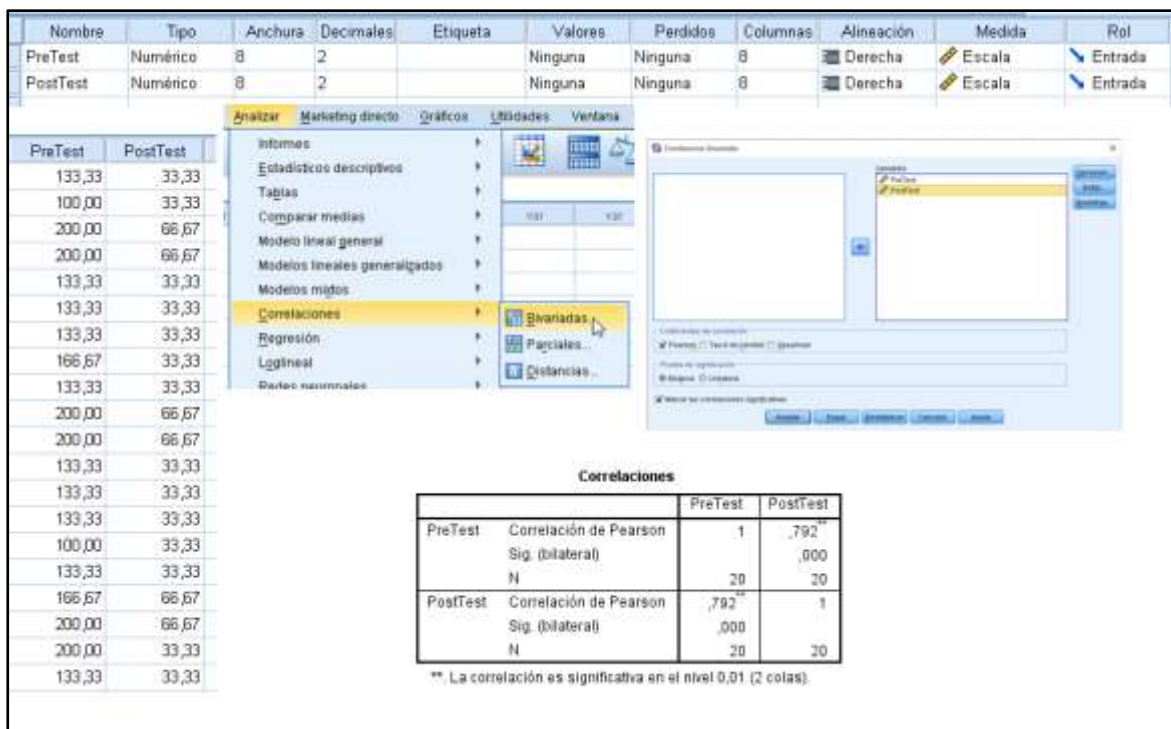 Nombre Tipo Anchura Decimales Etiqueta Valores Perdidos Columnas Alineación Medida Rol
PreTest Numérico 8 2 Ninguna Ninguna 8 Derecha Escala Entrada
PostTest Numérico 8 2 Ninguna Ninguna 8 Derecha Escala Entrada
PreTest PostTest
133,33 33,33
100,00 33,33
200,00 66,67
200,00 66,67
133,33 33,33
133,33 33,33
133,33 33,33
166,67 33,33
133,33 33,33
200,00 66,67
200,00 66,67
133,33 33,33
133,33 33,33
133,33 33,33
100,00 33,33
133,33 33,33
166,67 66,67
200,00 66,67
200,00 33,33
133,33 33,33
Analizar Marketing directo Gráficos Utilidades Ventana
Informes
Estadísticos descriptivos
Tablas
Comparar medias
Modelo lineal general
Modelos lineales generalizados
Modelos mixtos
Correlaciones
Regresión
Loglineal
Redes neuronales
var var
Bivariadas...
Parciales...
Distancias...
PreTest
PostTest
Correlaciones
PreTest PostTest
PreTest Correlación de Pearson 1 ,792**
Sig. (bilateral) ,000
N 20 20
PostTest Correlación de Pearson ,792** 1
Sig. (bilateral) ,000
N 20 20
**. La correlación es significativa en el nivel 0,01 (2 colas).